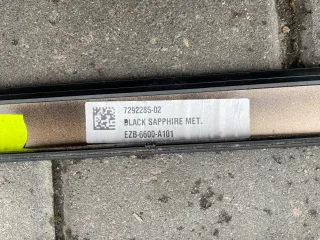 7292285-02
BLACK SAPPHIRE MET.
EZB-6600-A101